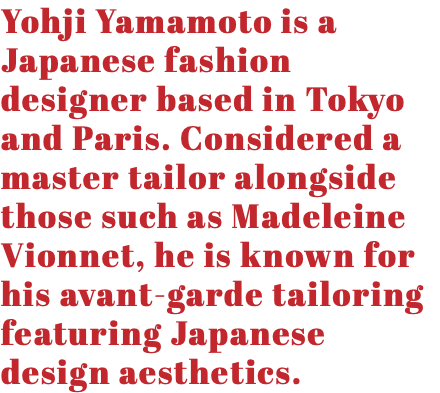 Yohji Yamamoto is a
Japanese fashion
designer based in Tokyo
and Paris. Considered a
master tailor alongside
those such as Madeleine
Vionnet, he is known for
his avant-garde tailoring
featuring Japanese
design aesthetics.